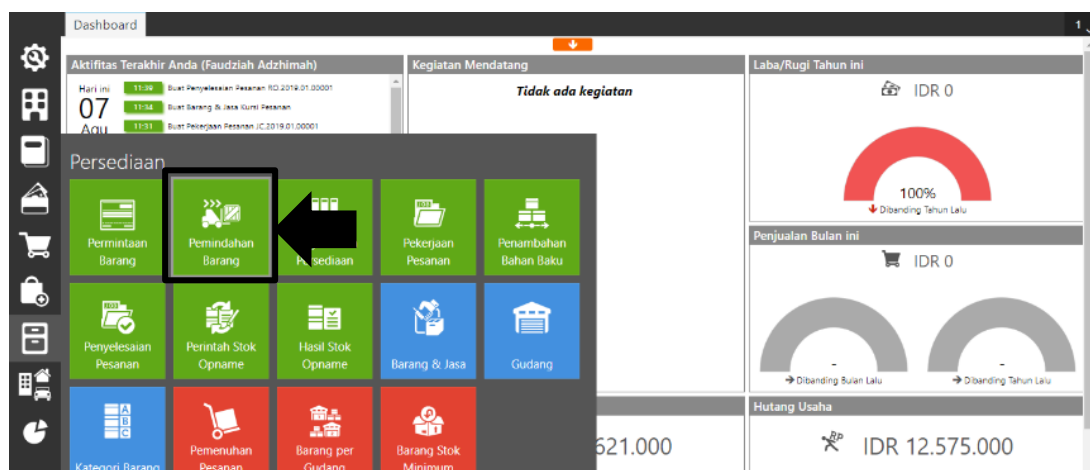 Dashboard
1
Aktifitas Terakhir Anda (Faudziah Adzhimah)
Hari ini
07
Agu
11:39 Buat Penyelesaian Pesanan RO.2019.01.00001
11:34 Buat Barang & Jasa Kursi Pesanan
11:31 Buat Pekerjaan Pesanan JC.2019.01.00001
Kegiatan Mendatang
Tidak ada kegiatan
Laba/Rugi Tahun ini
IDR 0
100%
Dibanding Tahun Lalu
Penjualan Bulan ini
IDR 0
-
Dibanding Bulan Lalu
-
Dibanding Tahun Lalu
Hutang Usaha
IDR 12.575.000
621.000
Persediaan
Permintaan
Barang
Pemindahan
Barang
Pekerjaan
Pesanan
Penambahan
Bahan Baku
Penyelesaian
Pesanan
Perintah Stok
Opname
Hasil Stok
Opname
Barang & Jasa
Gudang
A
B
C
Kategori Barang
Pemenuhan
Pesanan
Barang per
Gudang
Barang Stok
Minimum